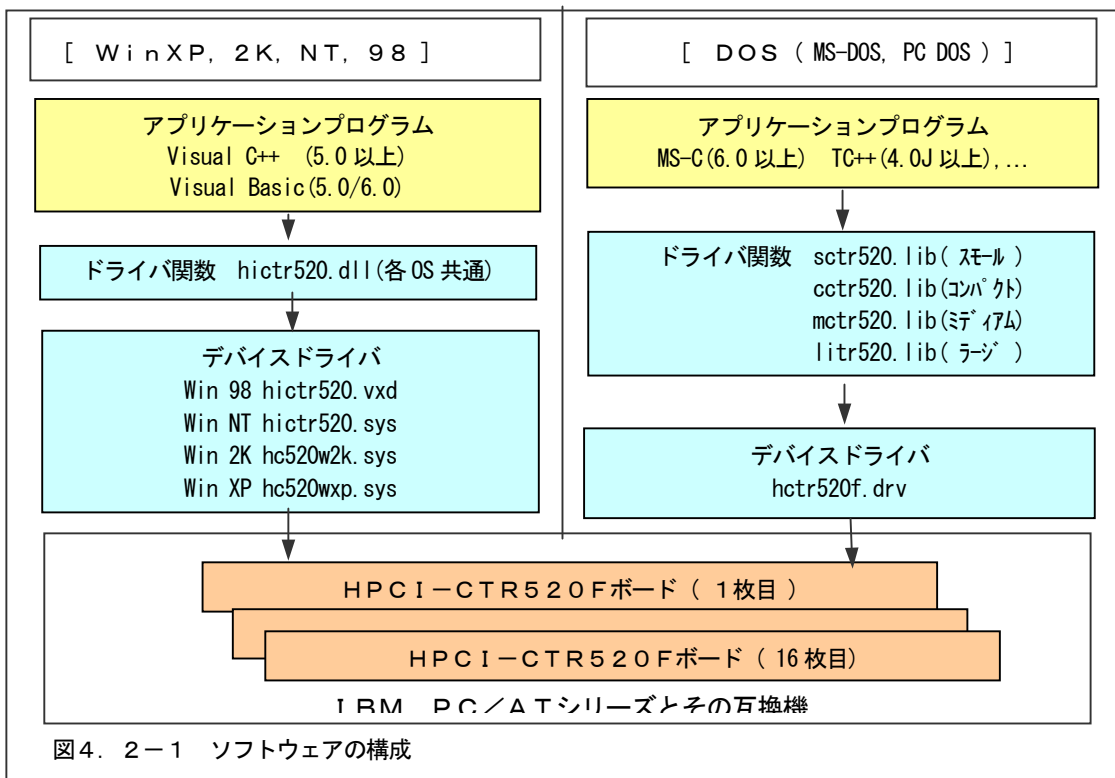 [ WinXP, 2K, NT, 98 ]
アプリケーションプログラム
Visual C++ (5.0 以上)
Visual Basic(5.0/6.0)
ドライバ関数 hictr520.dll(各 OS 共通)
デバイスドライバ
Win 98 hictr520.vxd
Win NT hictr520.sys
Win 2K hc520w2k.sys
Win XP hc520wxp.sys
[ DOS ( MS-DOS, PC DOS ) ]
アプリケーションプログラム
MS-C(6.0 以上) TC++(4.0J 以上),...
ドライバ関数 sctr520.lib( スモール )
cctr520.lib(コンパクト)
mctr520.lib(ミディアム)
litr520.lib( ラージ )
デバイスドライバ
hctr520f.drv
HPCI-CTR520Fボード ( 1枚目 )
HPCI-CTR520Fボード ( 16 枚目)
IBM PC/ATシリーズとその互換機
図4. 2-1 ソフトウェアの構成